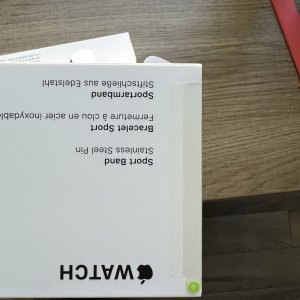 WATCH
Sport Band
Stainless Steel Pin
Bracelet Sport
Fermeture à clou en acier inoxydable
Sportarmband
Stiftschließe aus Edelstahl